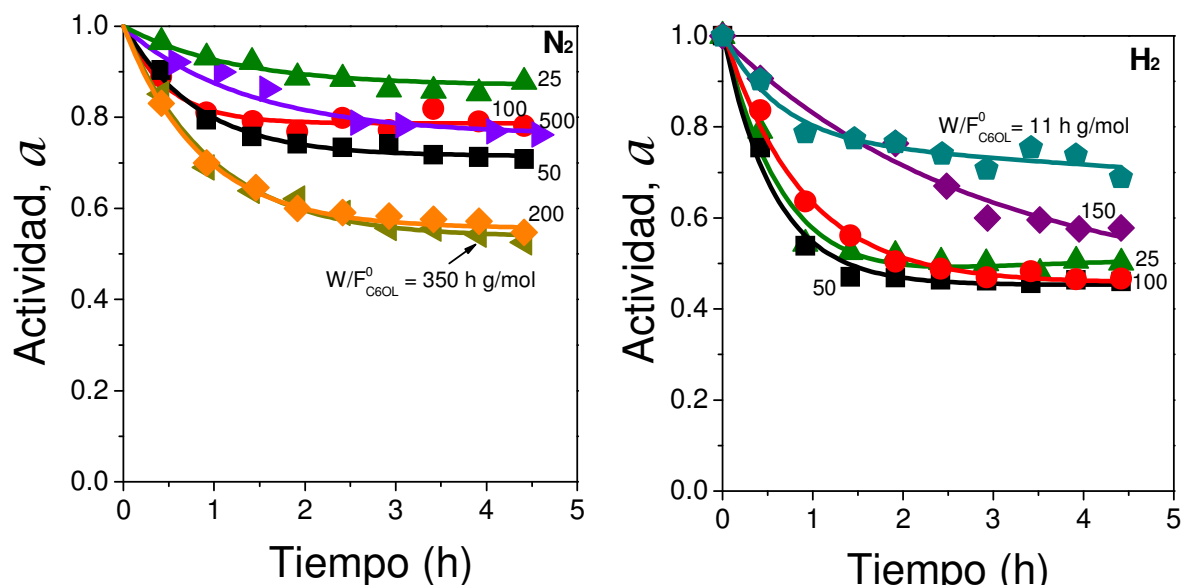 N2
1.0
0.8
0.6
0.4
0.2
0.0
Actividad, a
25
100
500
50
200
W/F0C6OL = 350 h g/mol
0 1 2 3 4 5
Tiempo (h)
H2
1.0
0.8
0.6
0.4
0.2
0.0
Actividad, a
W/F0C6OL = 11 h g/mol
150
25
50
100
0 1 2 3 4 5
Tiempo (h)